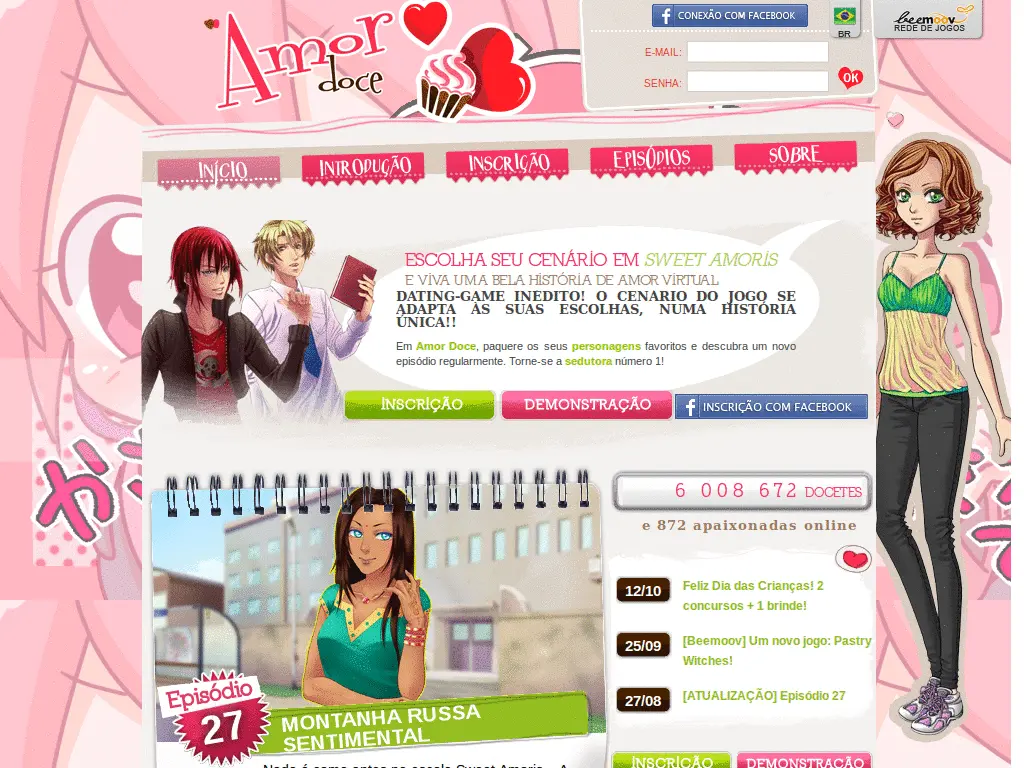 CONEXÃO COM FACEBOOK
BR
beemoov
REDE DE JOGOS
Amor
doce
E-MAIL:
SENHA:
OK
INÍCIO
INTRODUÇÃO
INSCRIÇÃO
EPISÓDIOS
SOBRE
ESCOLHA SEU CENÁRIO EM SWEET AMORIS
E VIVA UMA BELA HISTÓRIA DE AMOR VIRTUAL
DATING-GAME INEDITO! O CENARIO DO JOGO SE
ADAPTA ÀS SUAS ESCOLHAS, NUMA HISTÓRIA
ÚNICA!!
Em Amor Doce, paquere os seus personagens favoritos e descubra um novo
episódio regularmente. Torne-se a sedutora número 1!
INSCRIÇÃO
DEMONSTRAÇÃO
INSCRIÇÃO COM FACEBOOK
6 008 672 DOCETES
e 872 apaixonadas online
12/10
Feliz Dia das Crianças! 2
concursos + 1 brinde!
25/09
[Beemoov] Um novo jogo: Pastry
Witches!
27/08
[ATUALIZAÇÃO] Episódio 27
Episódio
27
MONTANHA RUSSA
SENTIMENTAL
INSCRIÇÃO
DEMONSTRAÇÃO